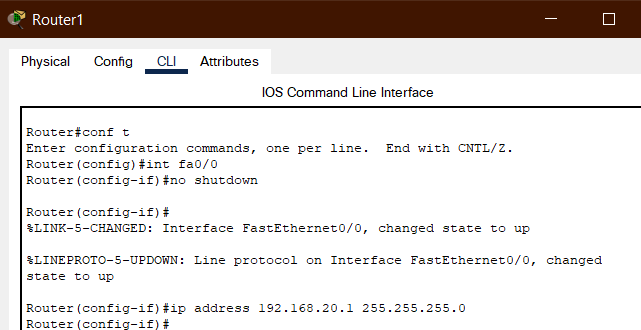 Router1
Physical Config CLI Attributes
IOS Command Line Interface
Router#conf t
Enter configuration commands, one per line.  End with CNTL/Z.
Router(config)#int fa0/0
Router(config-if)#no shutdown
Router(config-if)#
%LINK-5-CHANGED: Interface FastEthernet0/0, changed state to up
%LINEPROTO-5-UPDOWN: Line protocol on Interface FastEthernet0/0, changed
state to up
Router(config-if)#ip address 192.168.20.1 255.255.255.0
Router(config-if)#